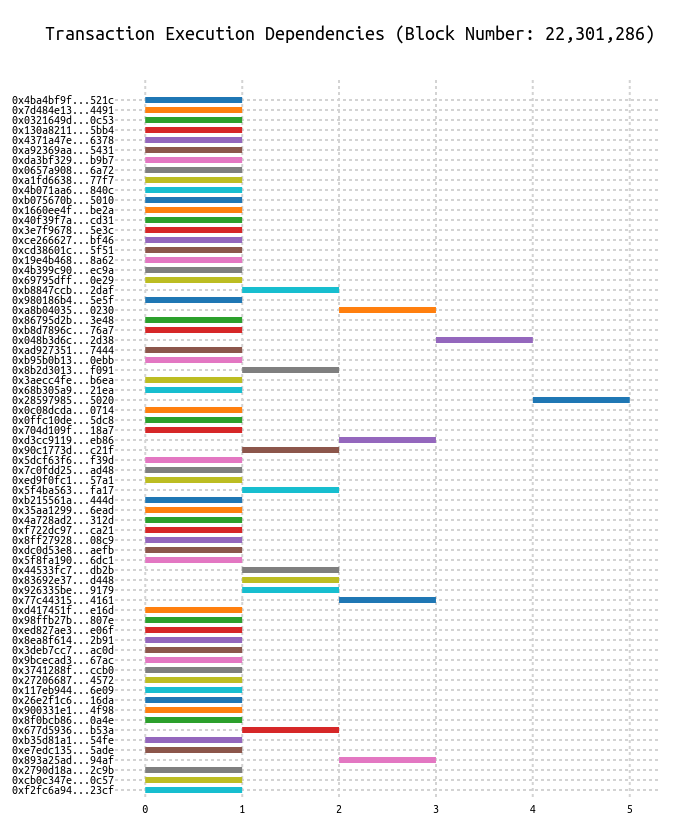 Transaction Execution Dependencies (Block Number: 22,301,286)
0x4ba4bf9f...521c
0x7d484e13...4491
0x0321649d...0c53
0x130a8211...5bb4
0x4371a47e...6378
0xa92369aa...5431
0xda3bf329...b9b7
0x0657a908...6a72
0xa1fd6638...77f7
0x4b071aa6...840c
0xb075670b...5010
0x1660ee4f...be2a
0x40f39f7a...cd31
0x3e7f9678...5e3c
0xce266627...bf46
0xcd38601c...5f51
0x19e4b468...8a62
0x4b399c90...ec9a
0x69795dff...0e29
0xb8847ccb...2daf
0x980186b4...5e5f
0xa8b04035...0230
0x86795d2b...3e48
0xb8d7896c...76a7
0x048b3d6c...2d38
0xad927351...7444
0xb95b0b13...0ebb
0x8b2d3013...f091
0x3aecc4fe...b6ea
0x68b305a9...21ea
0x28597985...5020
0x0c08dcda...0714
0x0ffc10de...5dc8
0x704d109f...18a7
0xd3cc9119...eb86
0x90c1773d...c21f
0x5dcf63f6...f39d
0x7c0fdd25...ad48
0xed9f0fc1...57a1
0x5f4ba563...fa17
0xb215561a...444d
0x35aa1299...6ead
0x4a728ad2...312d
0xf722dc97...ca21
0x8ff27928...08c9
0xdc0d53e8...aefb
0x5f8fa190...6dc1
0x44533fc7...db2b
0x83692e37...d448
0x926335be...9179
0x77c44315...4161
0xd417451f...e16d
0x98ffb27b...807e
0xed827ae3...e06f
0x8ea8f614...2b91
0x3deb7cc7...ac0d
0x9bcecad3...67ac
0x3741288f...ccb0
0x27206687...4572
0x117eb944...6e09
0x26e2f1c6...16da
0x900331e1...4f98
0x8f0bcb86...0a4e
0x677d5936...b53a
0xb35d81a1...54fe
0xe7edc135...5ade
0x893a25ad...94af
0x2790d18a...2c9b
0xcb0c347e...0c57
0xf2fc6a94...23cf
0 1 2 3 4 5